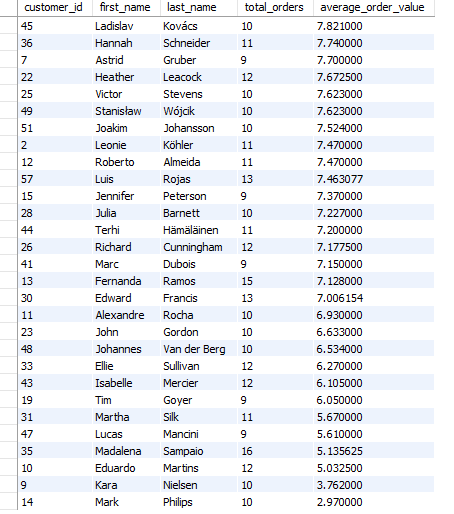 customer_id first_name last_name total_orders average_order_value
45 Ladislav Kovács 10 7.821000
36 Hannah Schneider 11 7.740000
7 Astrid Gruber 9 7.700000
22 Heather Leacock 12 7.672500
25 Victor Stevens 10 7.623000
49 Stanisław Wójcik 10 7.623000
51 Joakim Johansson 10 7.524000
2 Leonie Köhler 11 7.470000
12 Roberto Almeida 11 7.470000
57 Luis Rojas 13 7.463077
15 Jennifer Peterson 9 7.370000
28 Julia Barnett 10 7.227000
44 Terhi Hämäläinen 11 7.200000
26 Richard Cunningham 12 7.177500
41 Marc Dubois 9 7.150000
13 Fernanda Ramos 15 7.128000
30 Edward Francis 13 7.006154
11 Alexandre Rocha 10 6.930000
23 John Gordon 10 6.633000
48 Johannes Van der Berg 10 6.534000
33 Ellie Sullivan 12 6.270000
43 Isabelle Mercier 12 6.105000
19 Tim Goyer 9 6.050000
31 Martha Silk 11 5.670000
47 Lucas Mancini 9 5.610000
35 Madalena Sampaio 16 5.135625
10 Eduardo Martins 12 5.032500
9 Kara Nielsen 10 3.762000
14 Mark Philips 10 2.970000